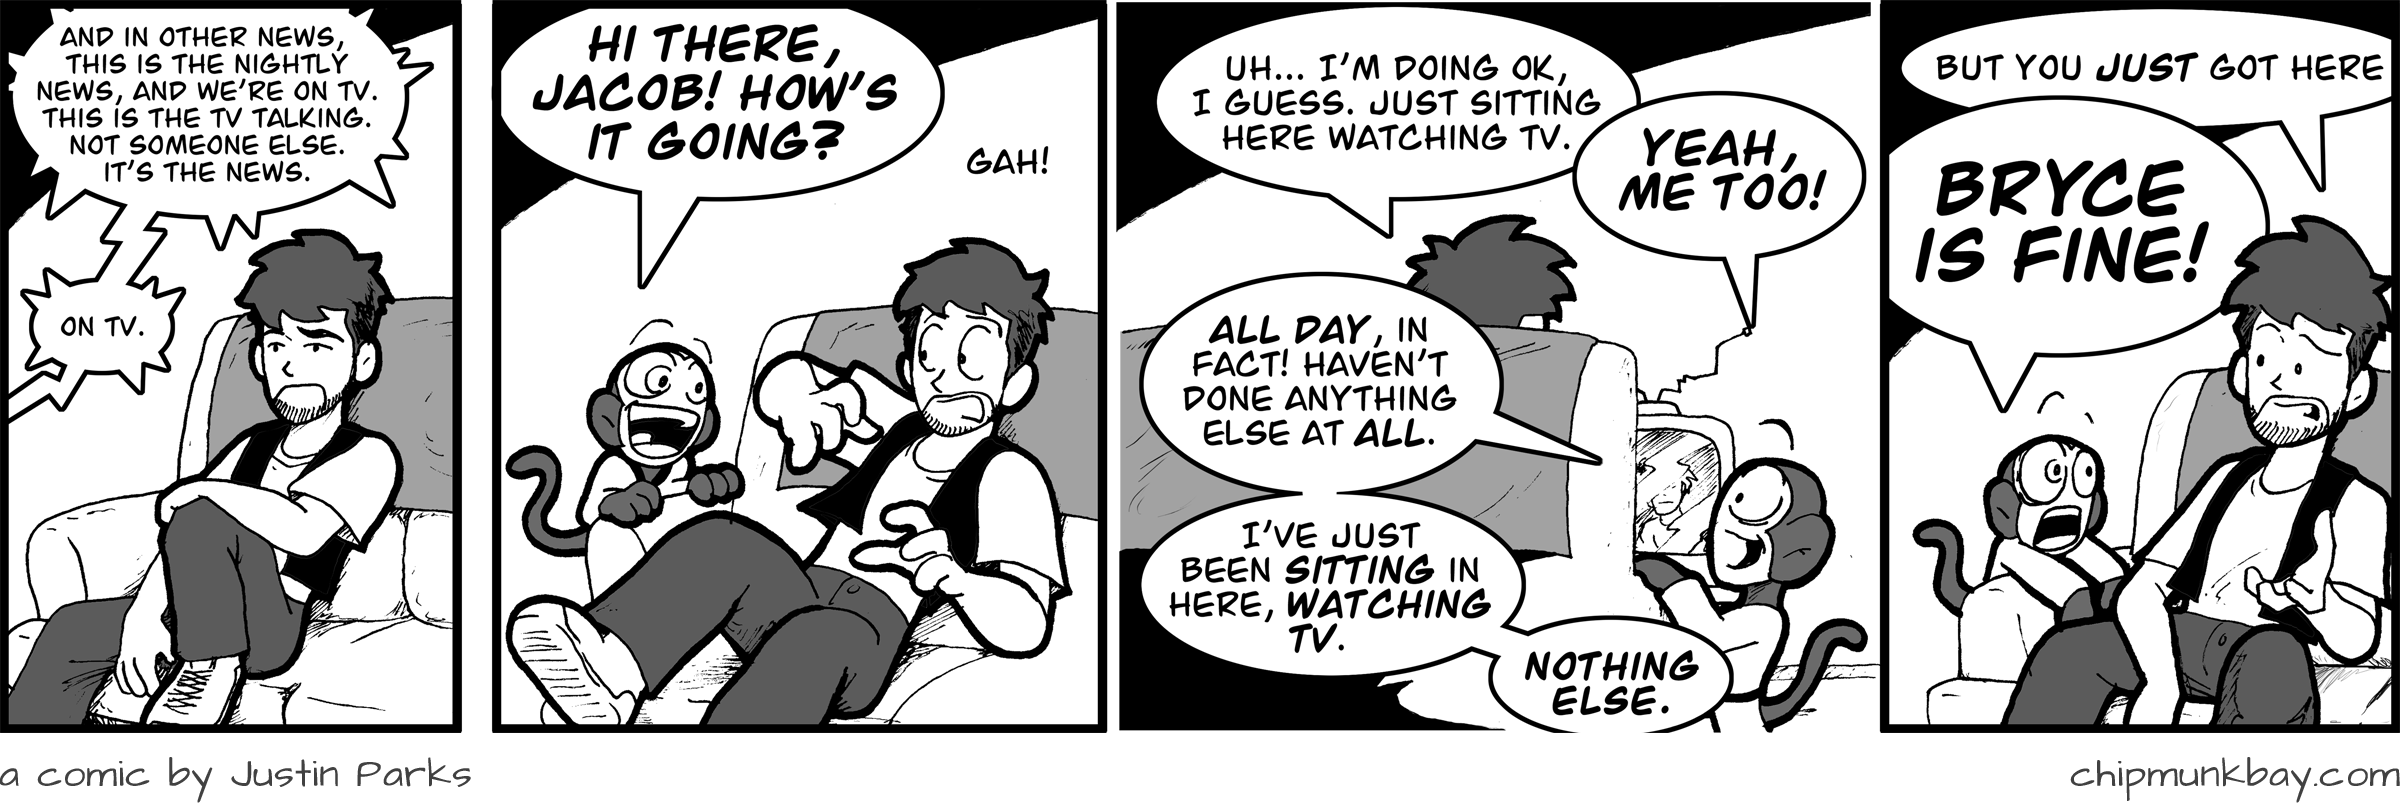 AND IN OTHER NEWS,
THIS IS THE NIGHTLY
NEWS, AND WE'RE ON TV.
THIS IS THE TV TALKING.
NOT SOMEONE ELSE.
IT'S THE NEWS.
ON TV.
HI THERE,
JACOB! HOW'S
IT GOING?
GAH!
UH... I'M DOING OK,
I GUESS. JUST SITTING
HERE WATCHING TV.
YEAH,
ME TOO!
ALL DAY, IN
FACT! HAVEN'T
DONE ANYTHING
ELSE AT ALL.
I'VE JUST
BEEN SITTING IN
HERE, WATCHING
TV.
NOTHING
ELSE.
BUT YOU JUST GOT HERE
BRYCE
IS FINE!
a comic by Justin Parks
chipmunkbay.com